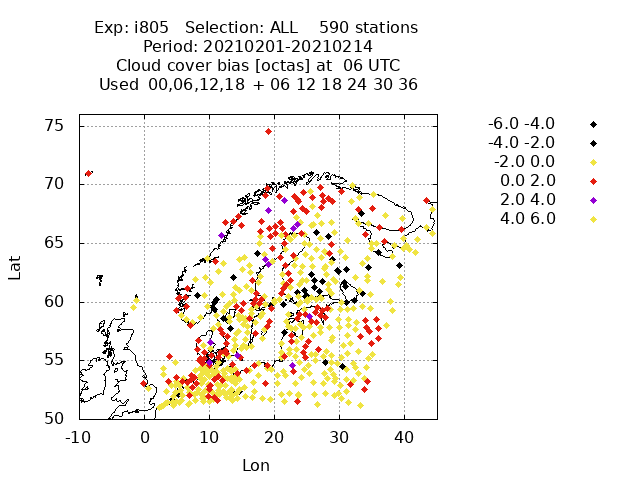 Exp: i805 Selection: ALL 590 stations
Period: 20210201-20210214
Cloud cover bias [octas] at 06 UTC
Used 00,06,12,18 + 06 12 18 24 30 36
75
70
65
60
55
50
Lat
-10 0 10 20 30 40
Lon
-6.0 -4.0
-4.0 -2.0
-2.0 0.0
0.0 2.0
2.0 4.0
4.0 6.0